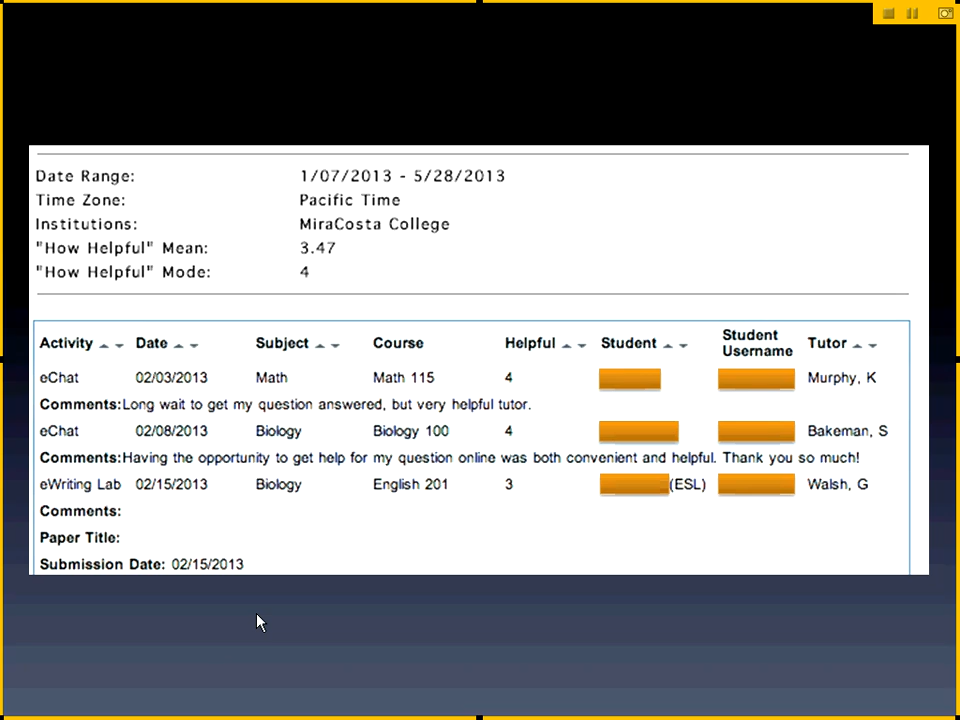 Date Range: 1/07/2013 - 5/28/2013
Time Zone: Pacific Time
Institutions: MiraCosta College
"How Helpful" Mean: 3.47
"How Helpful" Mode: 4
Activity Date Subject Course Helpful Student Student Username Tutor
eChat 02/03/2013 Math Math 115 4 Murphy, K
Comments:Long wait to get my question answered, but very helpful tutor.
eChat 02/08/2013 Biology Biology 100 4 Bakeman, S
Comments:Having the opportunity to get help for my question online was both convenient and helpful. Thank you so much!
eWriting Lab 02/15/2013 Biology English 201 3 (ESL) Walsh, G
Comments:
Paper Title:
Submission Date: 02/15/2013